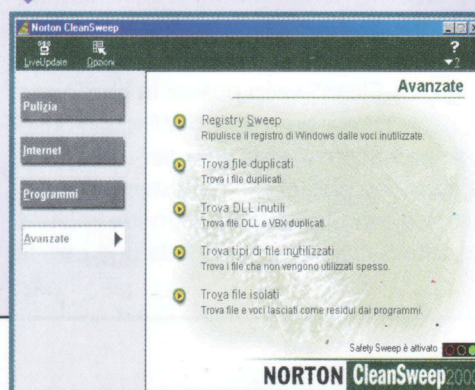 Norton CleanSweep
LiveUpdate Opzioni ?
?
Avanzate
Pulizia
Internet
Programmi
Avanzate
Registry Sweep
Ripulisce il registro di Windows dalle voci inutilizzate.
Trova file duplicati
Trova i file duplicati.
Trova DLL inutili
Trova file DLL e VBX duplicati.
Trova tipi di file inutilizzati
Trova i file che non vengono utilizzati spesso.
Trova file isolati
Trova file e voci lasciati come residui dai programmi.
Safety Sweep è attivato
NORTON CleanSweep